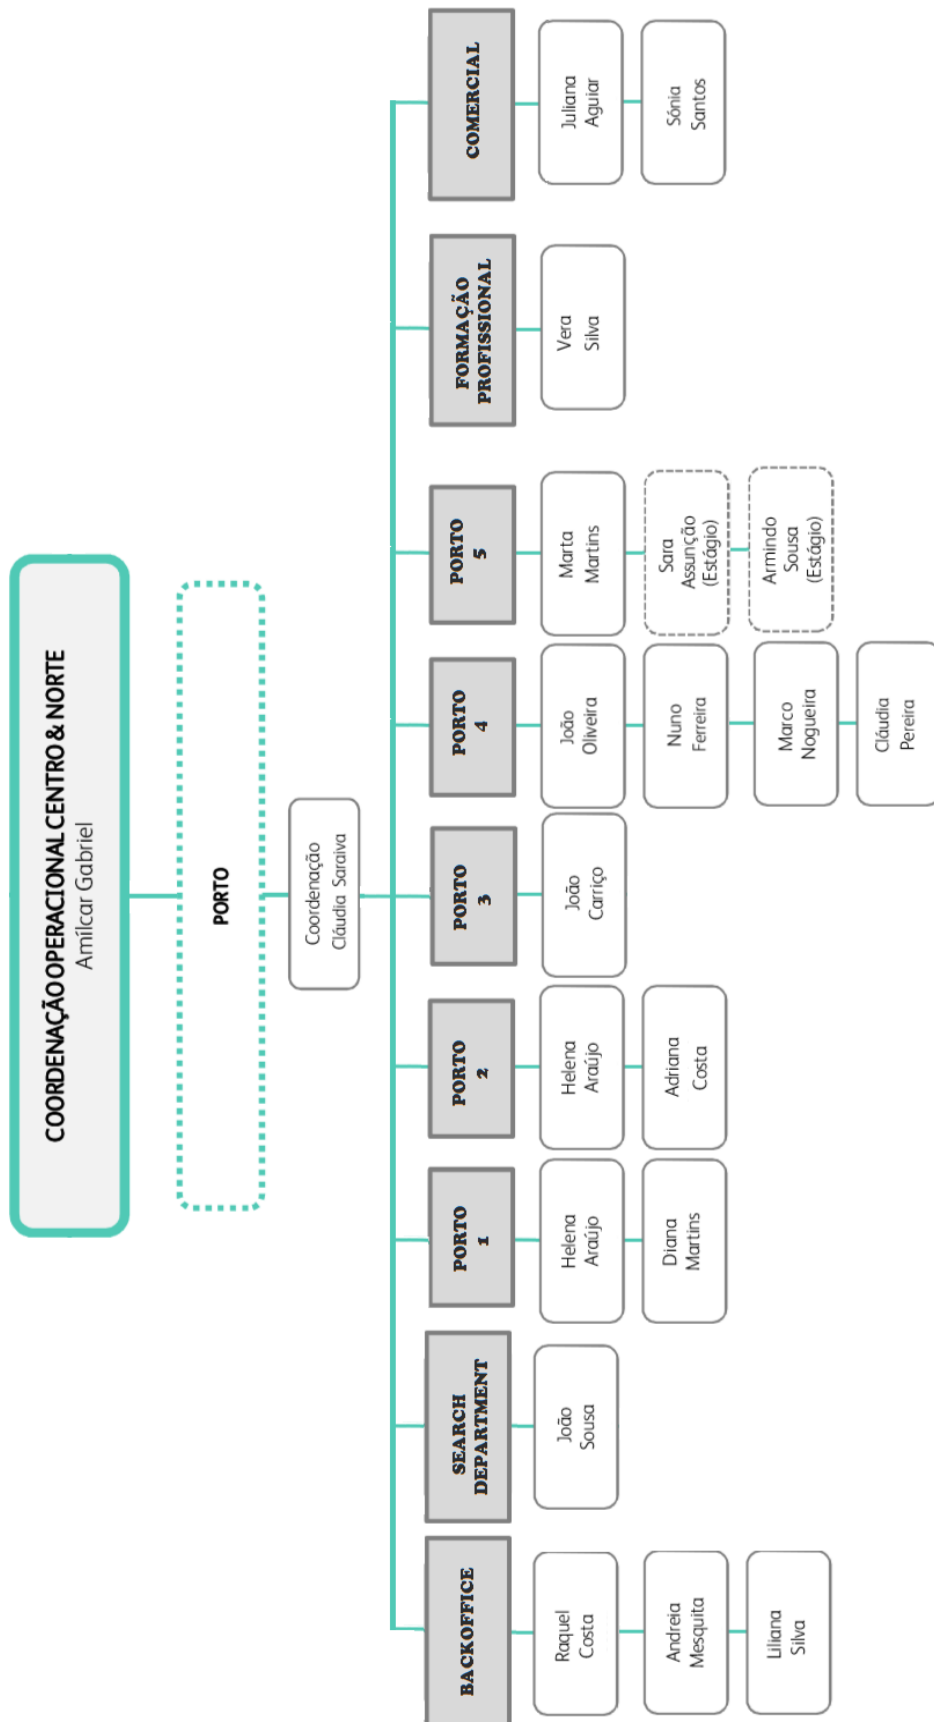 COORDENAÇÃO OPERACIONAL CENTRO & NORTE
Amílcar Gabriel
PORTO
Coordenação
Cláudia Saraiva
BACKOFFICE
Raquel
Costa
Andreia
Mesquita
Liliana
Silva
SEARCH
DEPARTMENT
João
Sousa
PORTO
1
Helena
Araújo
Diana
Martins
PORTO
2
Helena
Araújo
Adriana
Costa
PORTO
3
João
Carriço
PORTO
4
João
Oliveira
Nuno
Ferreira
Marco
Nogueira
Cláudia
Pereira
PORTO
5
Marta
Martins
Sara
Assunção
(Estágio)
Armindo
Sousa
(Estágio)
FORMAÇÃO
PROFISSIONAL
Vera
Silva
COMERCIAL
Juliana
Aguiar
Sónia
Santos